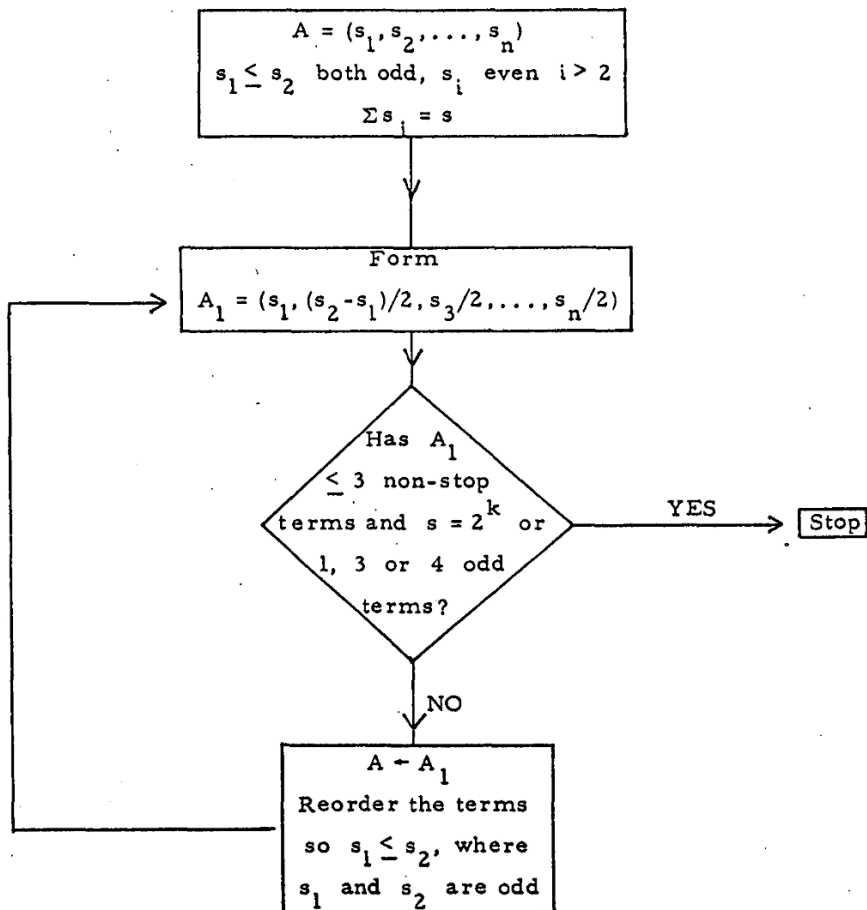 A = (s₁, s₂, . . . , sₙ)
s₁ ≤ s₂ both odd, sᵢ even i > 2
Σsᵢ = s
Form
A₁ = (s₁, (s₂-s₁)/2, s₃/2, . . . , sₙ/2)
Has A₁
≤ 3 non-stop
terms and s = 2ᵏ or
1, 3 or 4 odd
terms?
YES
Stop
NO
A ← A₁
Reorder the terms
so s₁ ≤ s₂, where
s₁ and s₂ are odd